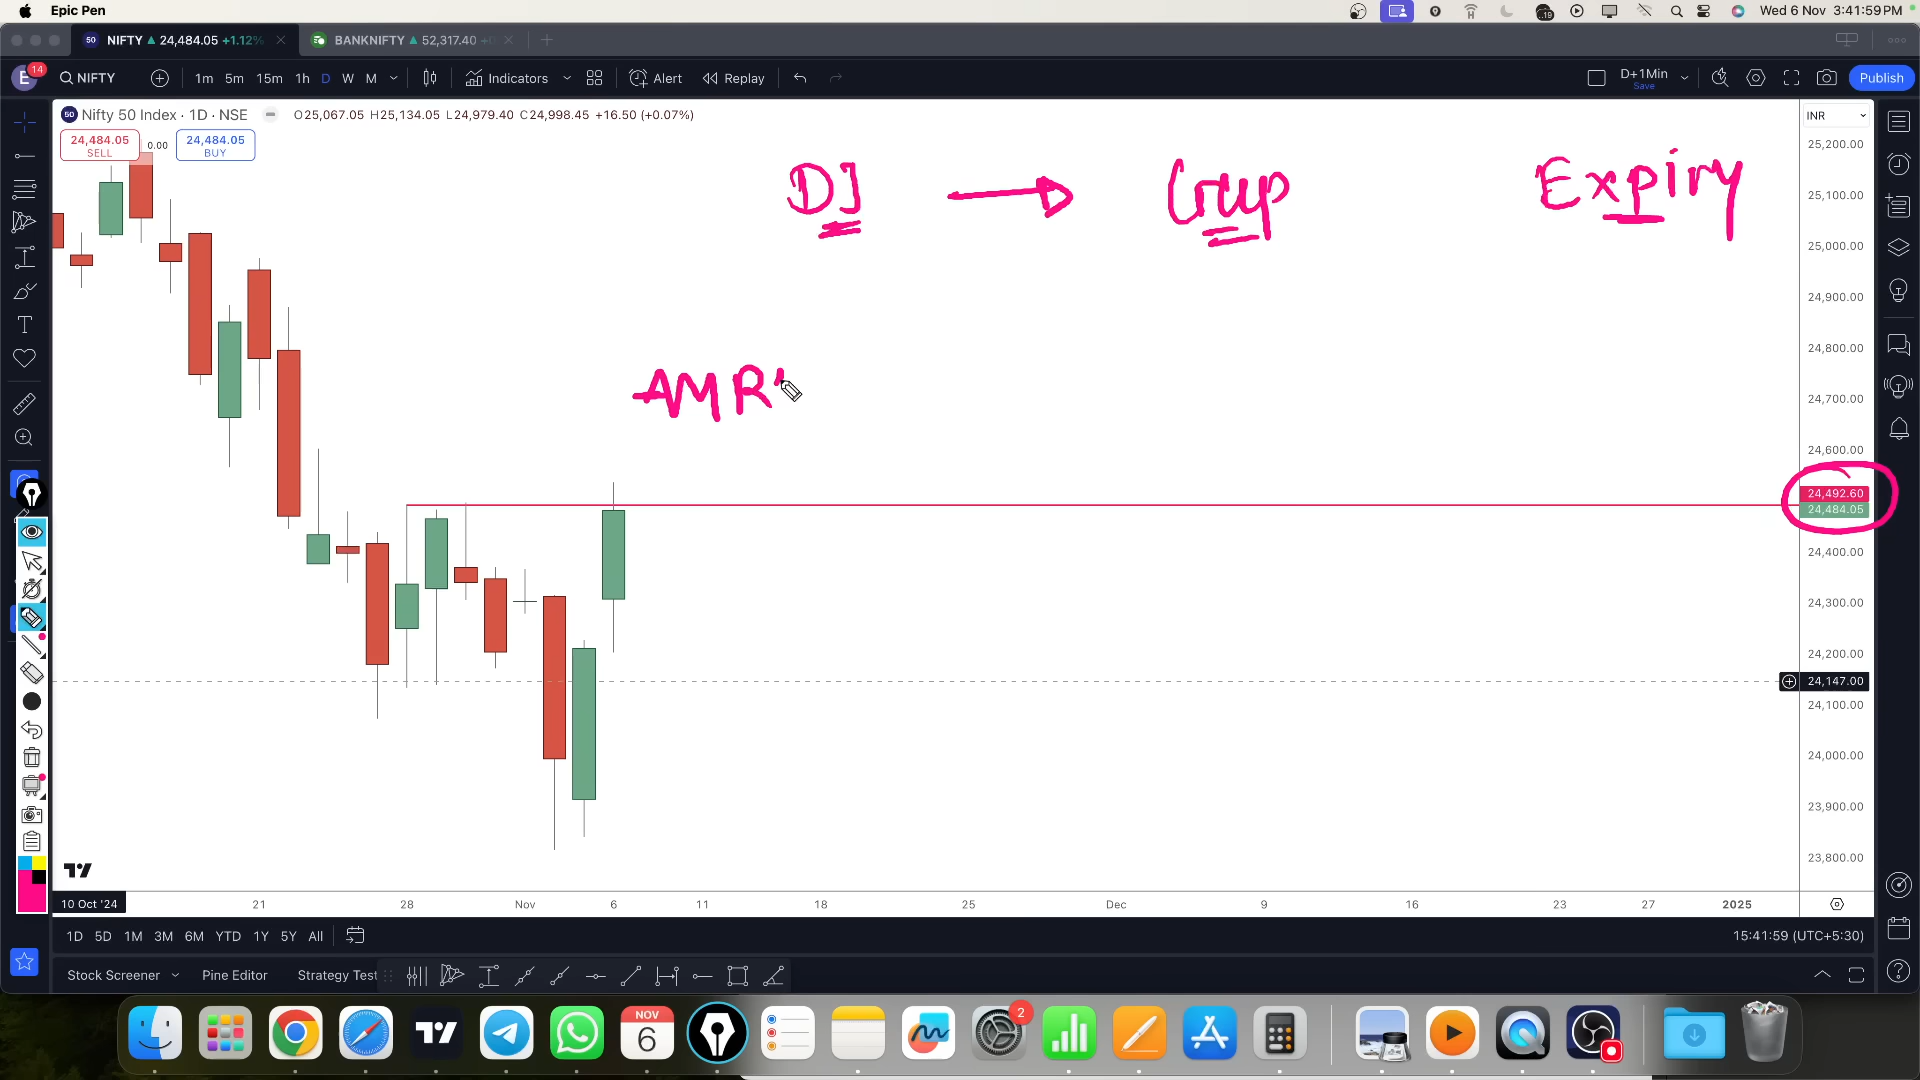 Epic Pen
19
Wed 6 Nov 3:41:59 PM
50 NIFTY 24,484.05 +1.12%
BANKNIFTY 52,317.40
E 14
NIFTY
1m 5m 15m 1h D W M
Indicators
Alert
Replay
D+1Min
Save
Publish
50 Nifty 50 Index · 1D · NSE
O25,067.05 H25,134.05 L24,979.40 C24,998.45 +16.50 (+0.07%)
INR
24,484.05
SELL
0.00
24,484.05
BUY
DJ
Expiry
AMR
25,200.00
25,100.00
25,000.00
24,900.00
24,800.00
24,700.00
24,600.00
24,492.60
24,484.05
24,400.00
24,300.00
24,200.00
24,147.00
24,100.00
24,000.00
23,900.00
23,800.00
10 Oct '24 21 28 Nov 6 11 18 25 Dec 9 16 23 27 2025
1D 5D 1M 3M 6M YTD 1Y 5Y All
15:41:59 (UTC+5:30)
Stock Screener
Pine Editor
Strategy Test
NOV
6
2